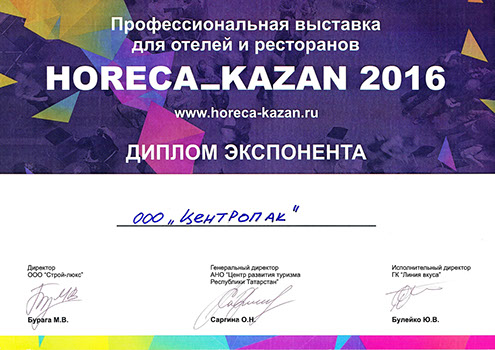 Профессиональная выставка
для отелей и ресторанов
HORECA_KAZAN 2016
www.horeca-kazan.ru
ДИПЛОМ ЭКСПОНЕНТА
ООО „ЦЕНТРОПАК"
Директор
ООО "Строй-люкс"
Бурага М.В.
Генеральный директор
АНО "Центр развития туризма
Республики Татарстан"
Саргина О.Н.
Исполнительный директор
ГК "Линия вкуса"
Булейко Ю.В.